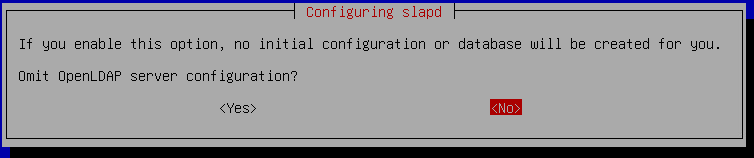 Configuring slapd
If you enable this option, no initial configuration or database will be created for you.
Omit OpenLDAP server configuration?
<Yes> <No>